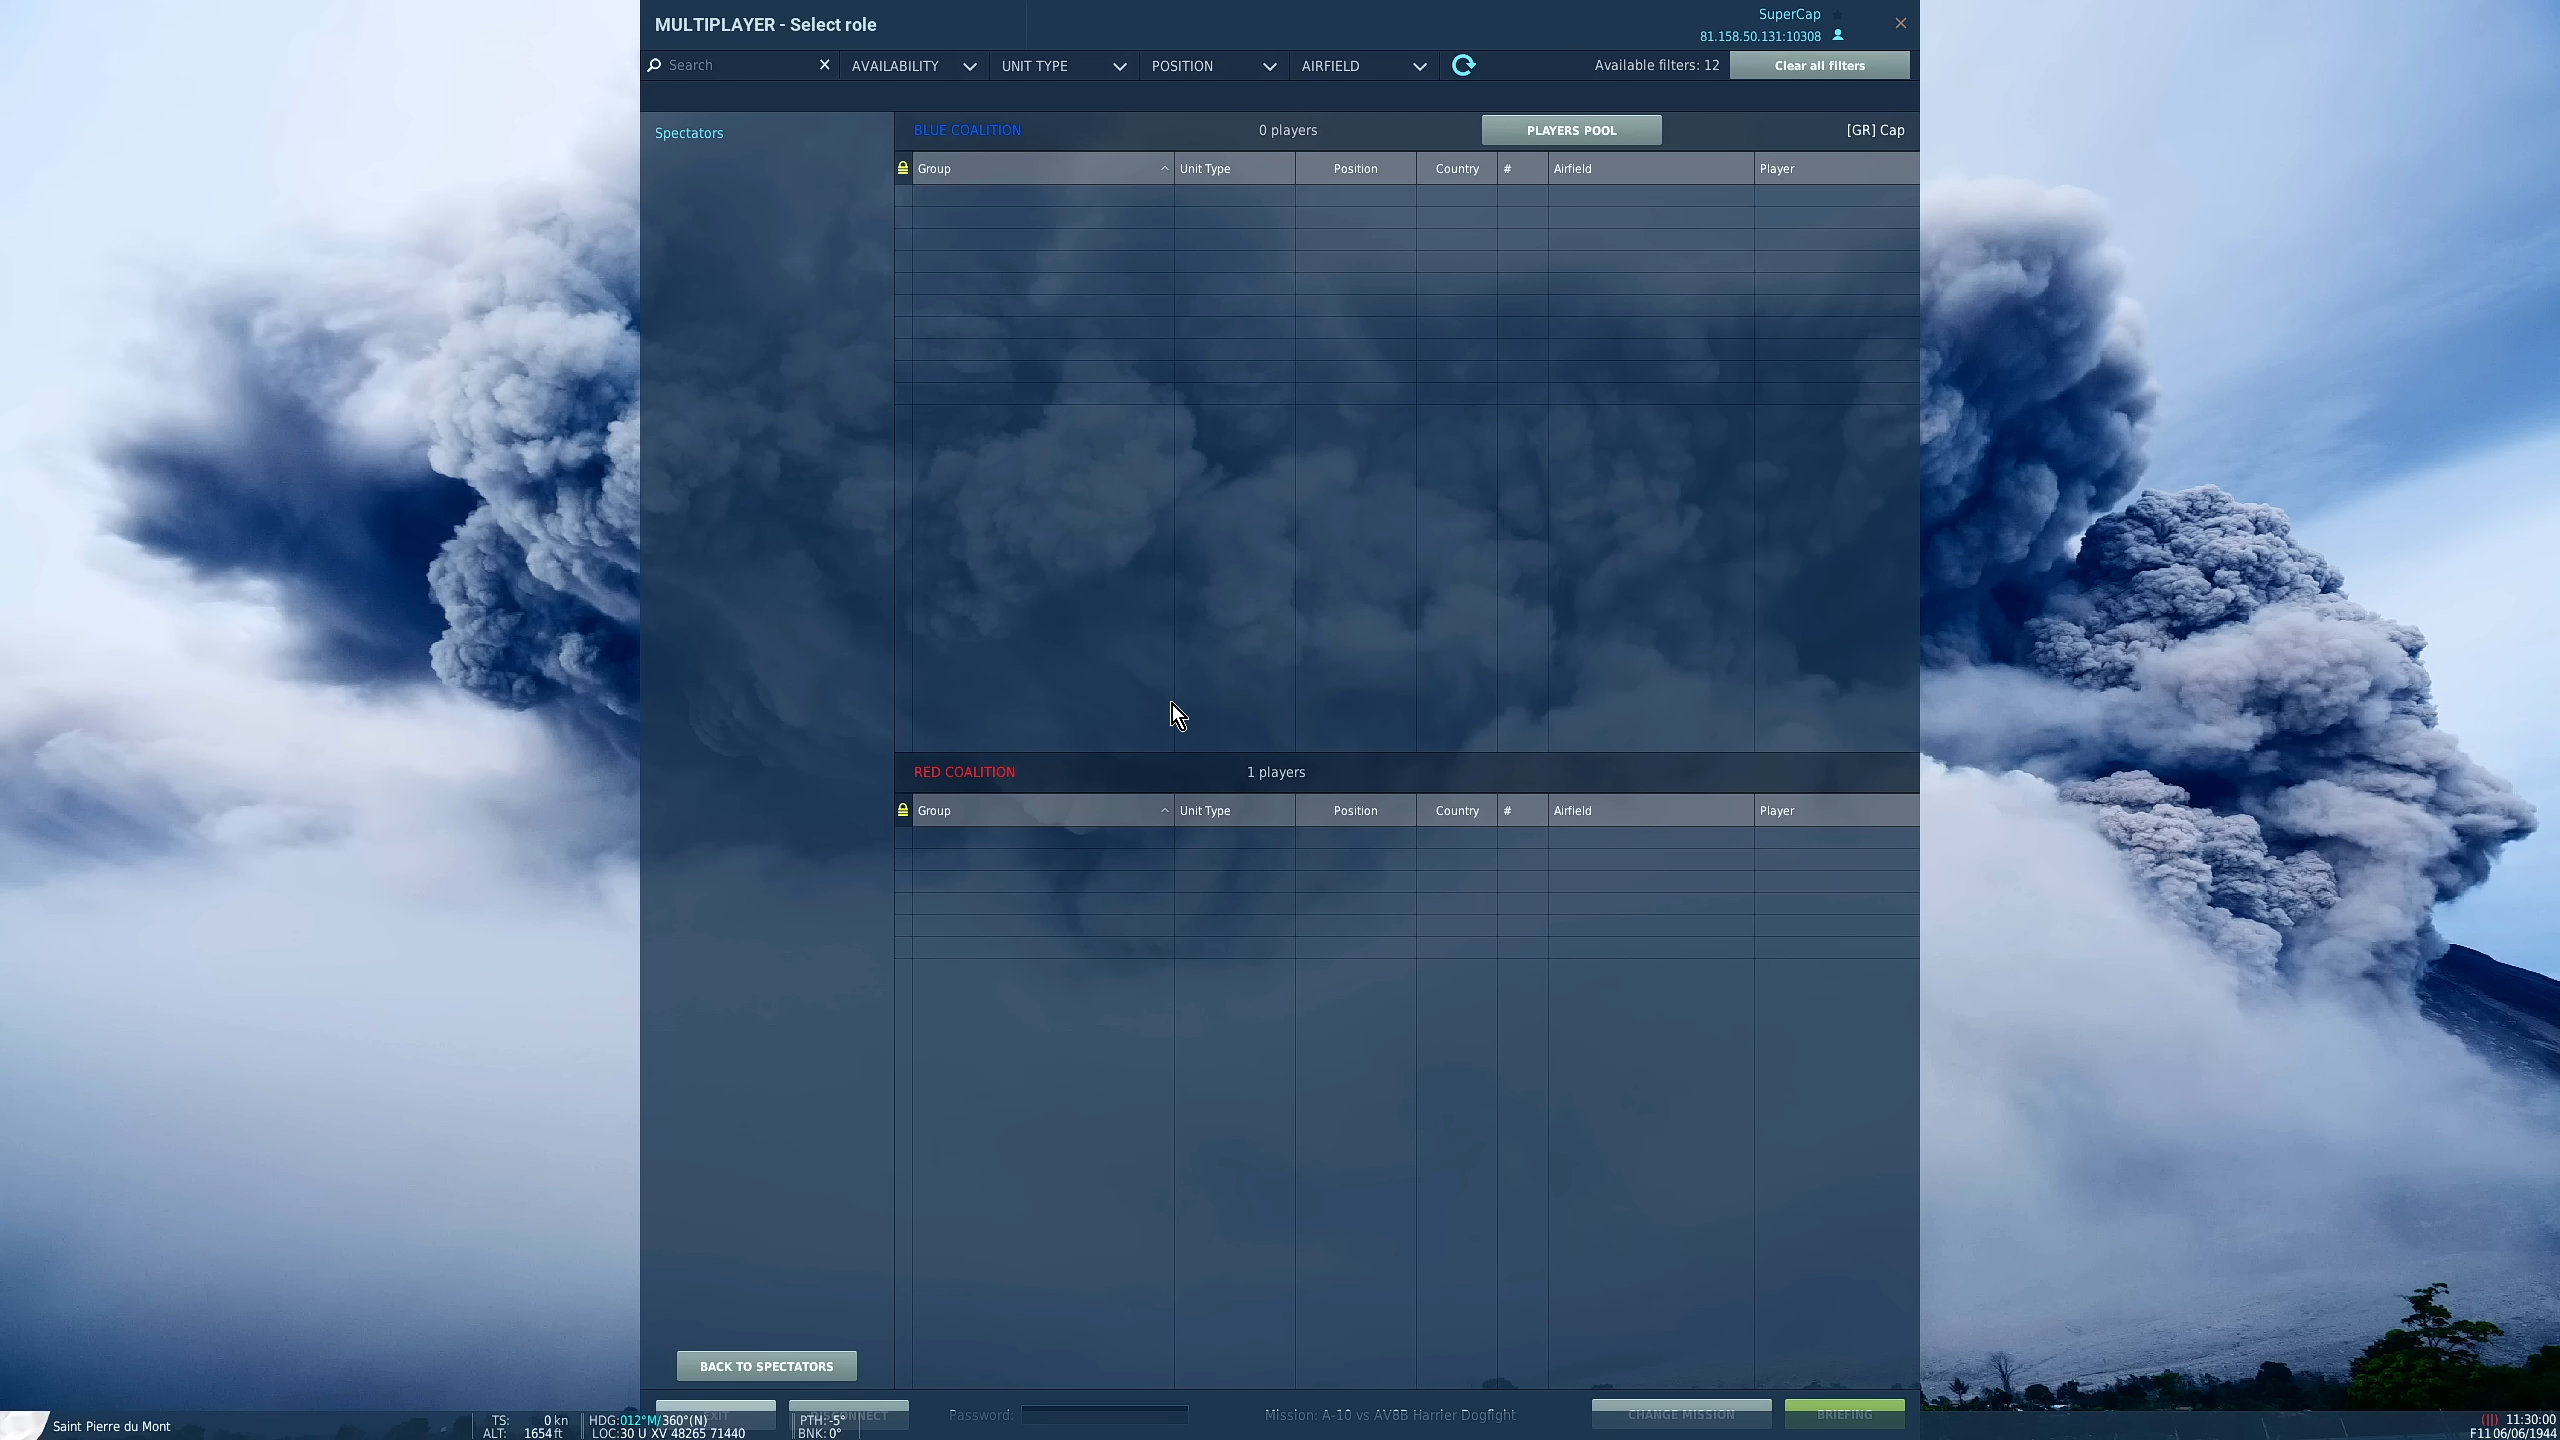 MULTIPLAYER - Select role
SuperCap
81.158.50.131:10308
Search
AVAILABILITY
UNIT TYPE
POSITION
AIRFIELD
Available filters: 12
Clear all filters
Spectators
BLUE COALITION
0 players
PLAYERS POOL
[GR] Cap
Group
Unit Type
Position
Country
#
Airfield
Player
RED COALITION
1 players
Group
Unit Type
Position
Country
#
Airfield
Player
BACK TO SPECTATORS
EXIT
DISCONNECT
Password:
Mission: A-10 vs AV8B Harrier Dogfight
CHANGE MISSION
BRIEFING
Saint Pierre du Mont
TS: 0 kn
ALT: 1654 ft
HDG:012°M/360°(N)
LOC:30 U XV 48265 71440
PTH: -5°
BNK: 0°
(||) 11:30:00
F11 06/06/1944